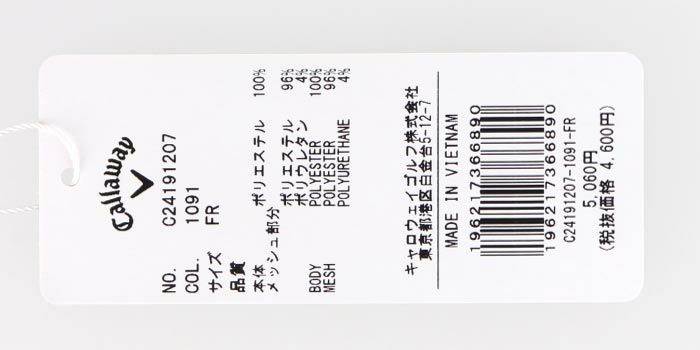 Callaway
NO. C24191207
COL. 1091
サイズ FR
品質
本体 ポリエステル 100%
メッシュ部分
ポリエステル 96%
ポリウレタン 4%
BODY POLYESTER 100%
MESH POLYESTER 96%
POLYURETHANE 4%
キャロウェイゴルフ株式会社
東京都港区白金台5-12-7
MADE IN VIETNAM
196217366890
196217366890
C24191207-1091-FR
5,060円
(税抜価格 4,600円)